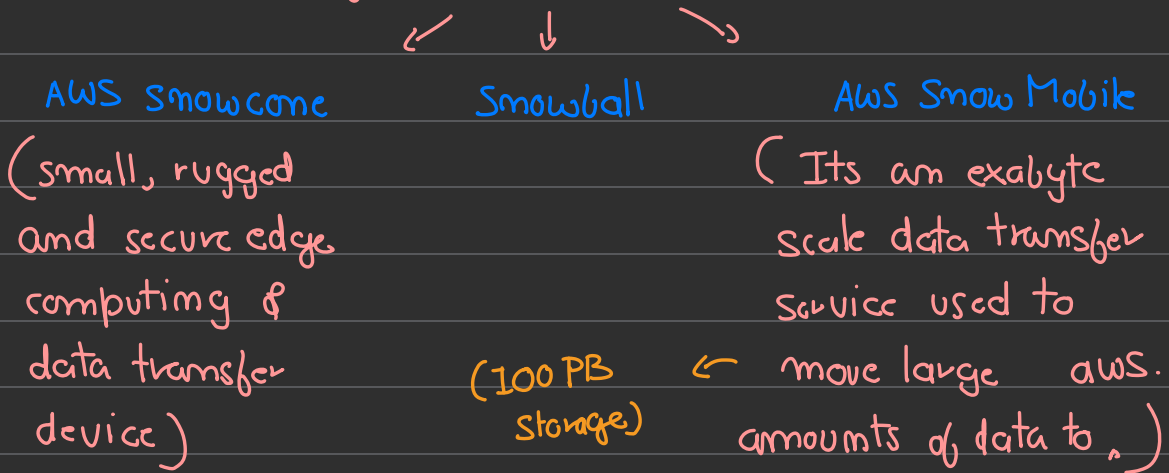 AWS Snowcone
(small, rugged
and secure edge
computing &
data transfer
device)
Snowball
AWS Snow Mobile
(Its an exabyte
scale data transfer
service used to
move large aws.
amounts of data to^)
← (100 PB
storage)